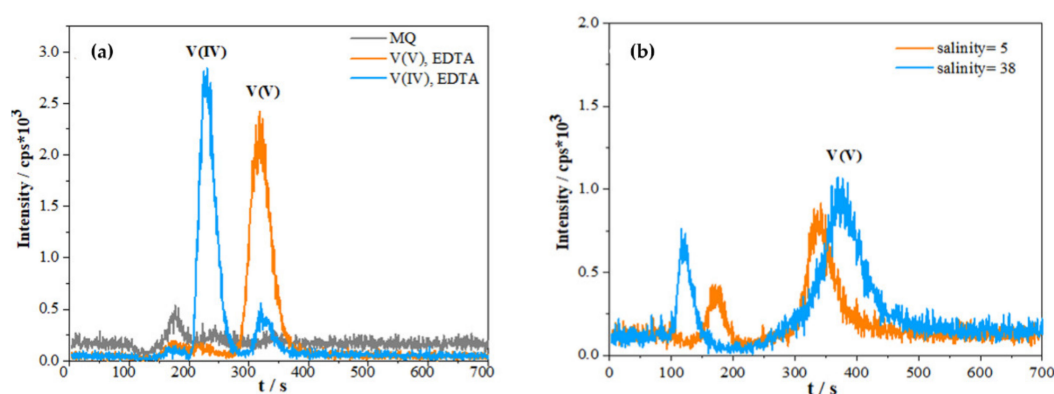 (a)
V(IV)
V(V)
MQ
V(V), EDTA
V(IV), EDTA
Intensity / cps*10³
3.0
2.5
2.0
1.5
1.0
0.5
0.0
0 100 200 300 400 500 600 700
t / s
(b)
V(V)
salinity= 5
salinity= 38
Intensity / cps*10³
2.0
1.5
1.0
0.5
0.0
0 100 200 300 400 500 600 700
t / s